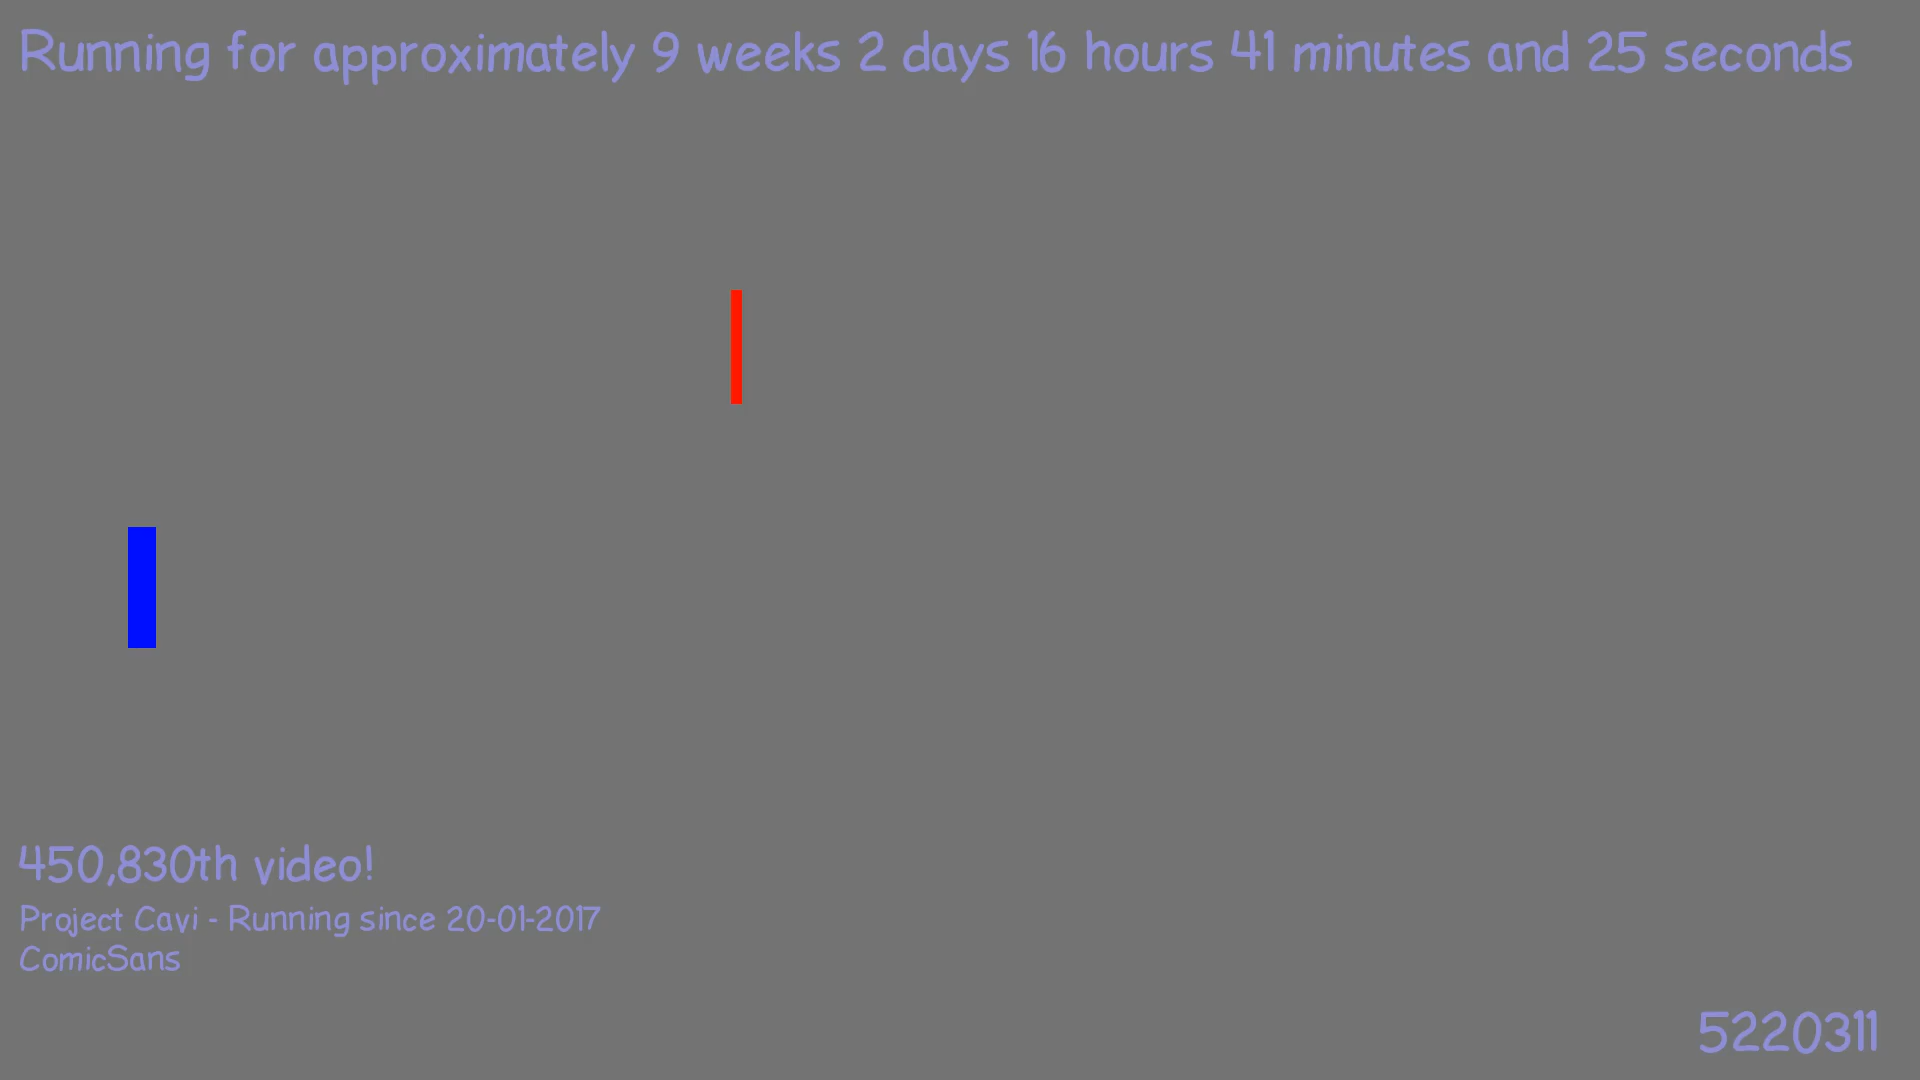 Running for approximately 9 weeks 2 days 16 hours 41 minutes and 25 seconds
450,830th video!
Project Cavi - Running since 20-01-2017
ComicSans
5220311